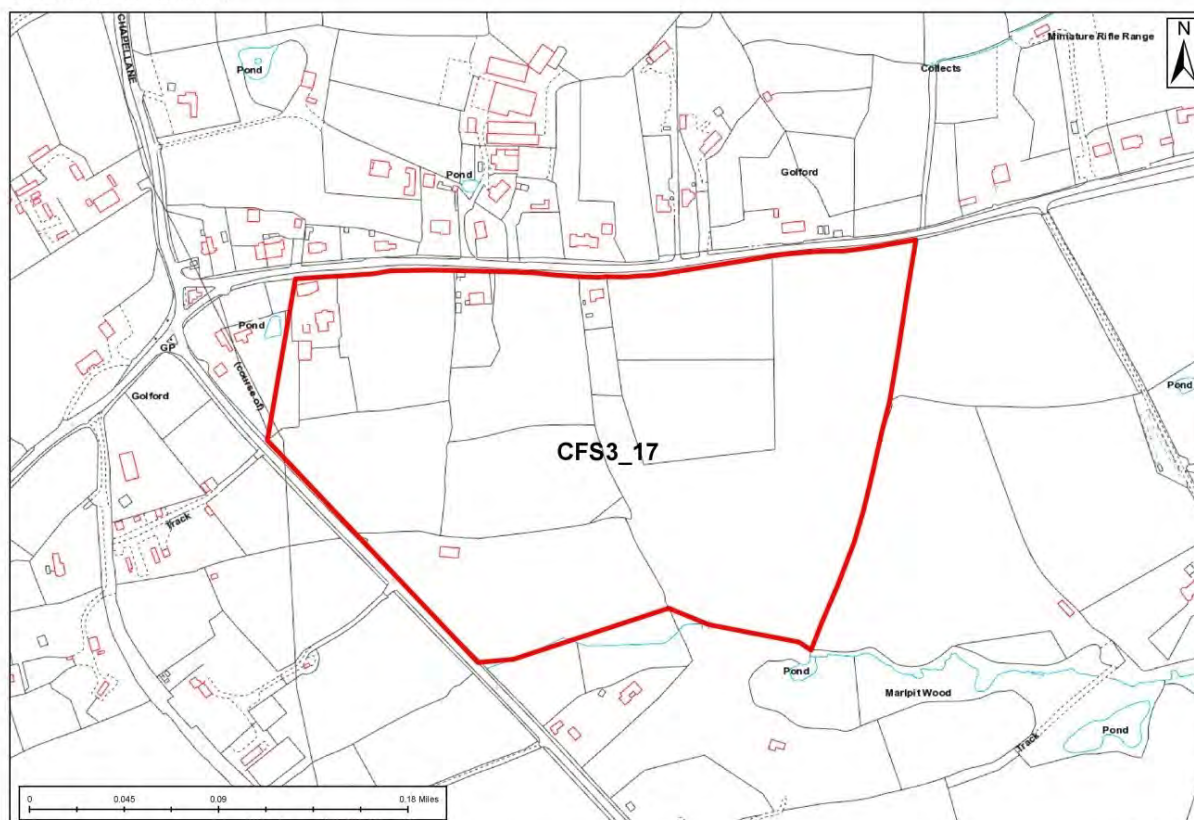 CHAPEL LANE
Pond
Miniature Rifle Range
N
Collects
Pond
Golford
Pond
Pond
GP
(course of)
Golford
CFS3_17
Track
Pond
Marlpit Wood
Pond
Track
0 0.045 0.09 0.18 Miles